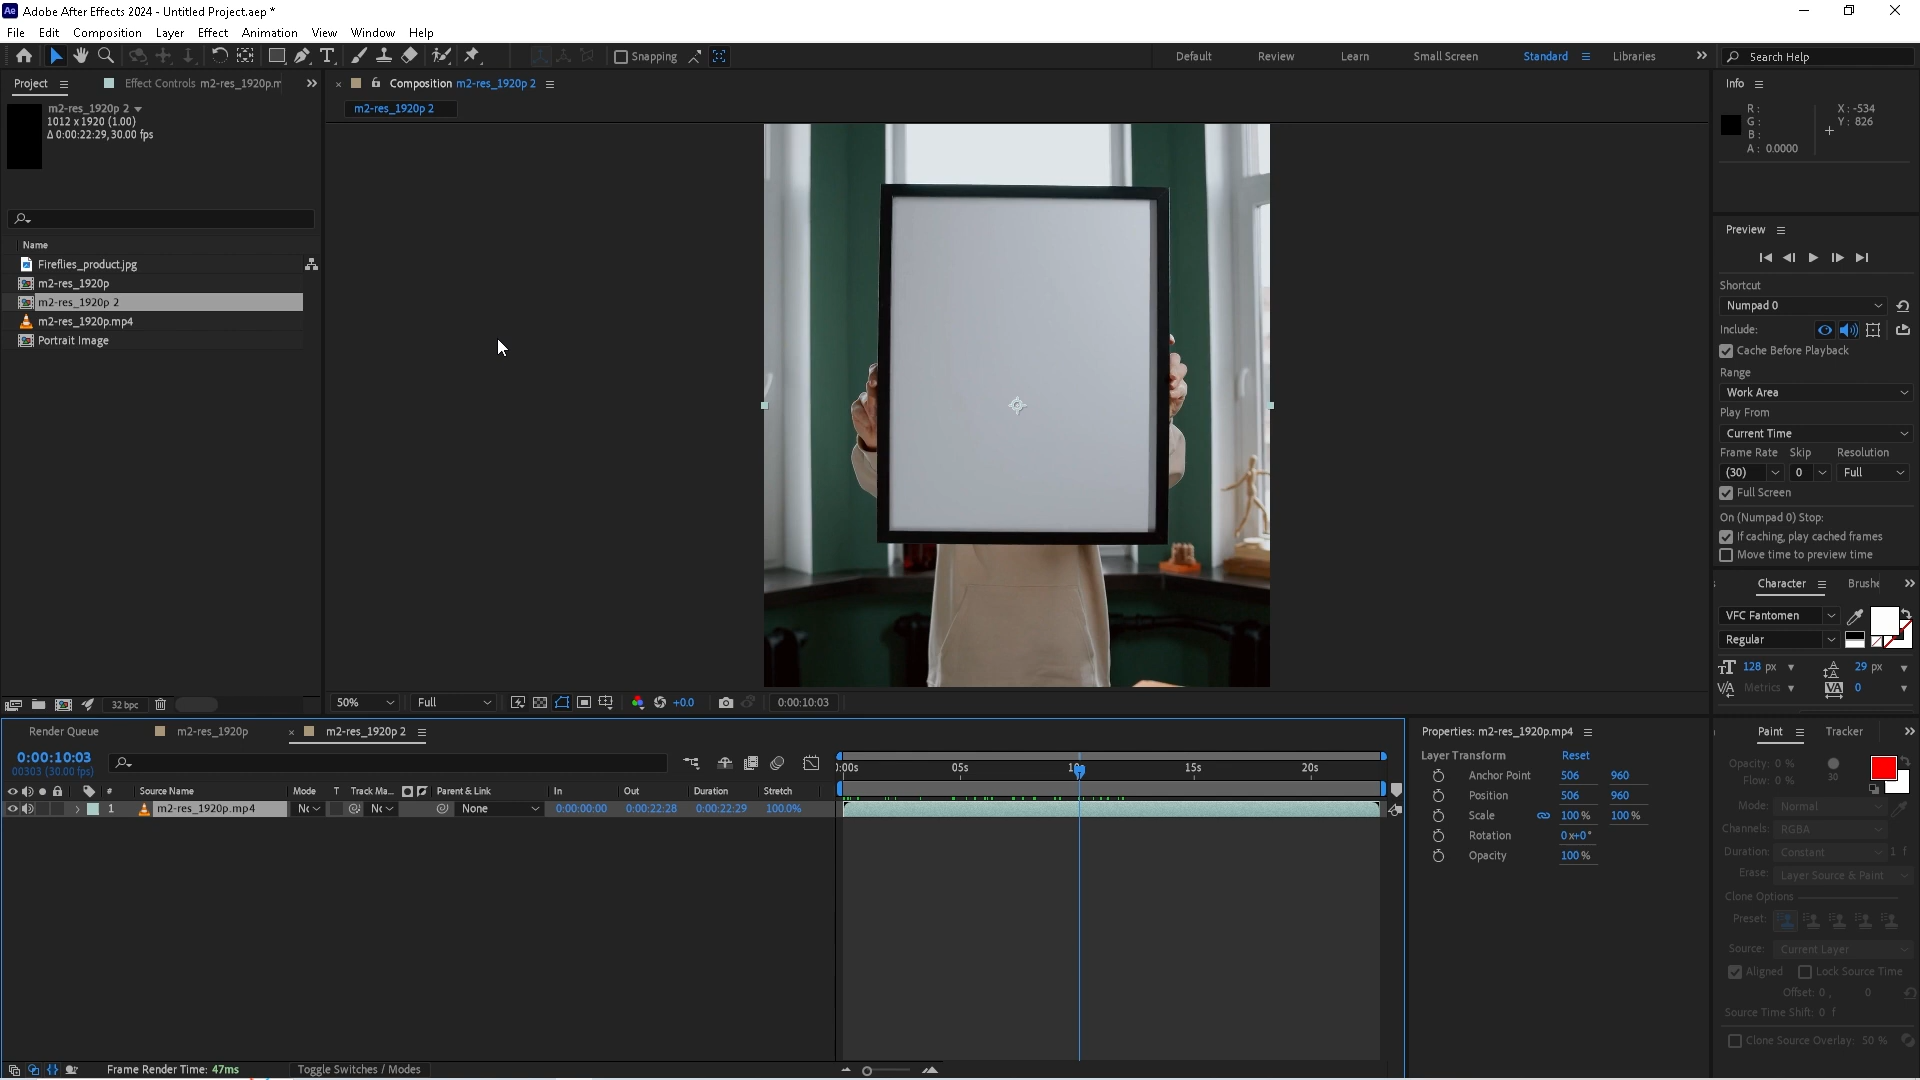 Adobe After Effects 2024 - Untitled Project.aep *
File Edit Composition Layer Effect Animation View Window Help
Snapping Default Review Learn Small Screen Standard Libraries Search Help
Project Effect Controls m2-res_1920p.m
Composition m2-res_1920p 2
m2-res_1920p 2
m2-res_1920p 2
1012 x 1920 (1.00)
Δ 0:00:22:29, 30.00 fps
Name
Fireflies_product.jpg
m2-res_1920p
m2-res_1920p 2
m2-res_1920p.mp4
Portrait Image
32 bpc
50% Full +0.0 0:00:10:03
Info
R :
G :
B :
A : 0.0000
X : -534
Y : 826
Preview
Shortcut
Numpad 0
Include:
Cache Before Playback
Range
Work Area
Play From
Current Time
Frame Rate Skip Resolution
(30) 0 Full
Full Screen
On (Numpad 0) Stop:
If caching, play cached frames
Move time to preview time
Character Brushe
VFC Fantomen
Regular
128 px 29 px
Metrics 0
Render Queue m2-res_1920p m2-res_1920p 2
0:00:10:03
00303 (30.00 fps)
:00s 05s 10s 15s 20s
# Source Name Mode T Track Ma... Parent & Link In Out Duration Stretch
1 m2-res_1920p.mp4 N N None 0:00:00:00 0:00:22:28 0:00:22:29 100.0%
Frame Render Time: 47ms Toggle Switches / Modes
Properties: m2-res_1920p.mp4
Layer Transform Reset
Anchor Point 506 960
Position 506 960
Scale 100 % 100 %
Rotation 0x+0°
Opacity 100 %
Paint Tracker
Opacity: 0 %
Flow: 0 %
30
Mode: Normal
Channels: RGBA
Duration: Constant 1 f
Erase: Layer Source & Paint
Clone Options
Preset:
Source: Current Layer
Aligned Lock Source Time
Offset: 0 , 0
Source Time Shift: 0 f
Clone Source Overlay: 50 %